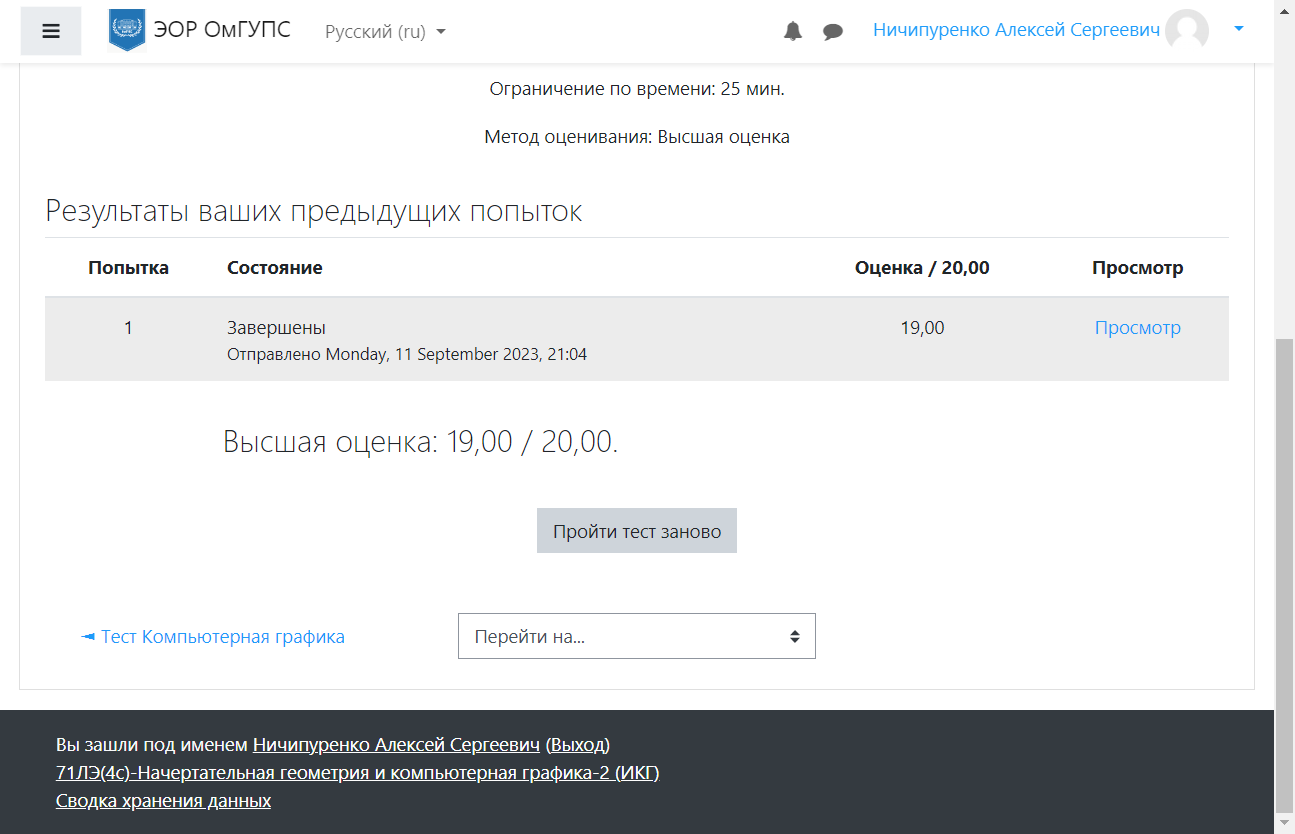 ЭОР ОмГУПС Русский (ru) Ничипуренко Алексей Сергеевич
Ограничение по времени: 25 мин.
Метод оценивания: Высшая оценка
Результаты ваших предыдущих попыток
Попытка Состояние Оценка / 20,00 Просмотр
1 Завершены 19,00 Просмотр
Отправлено Monday, 11 September 2023, 21:04
Высшая оценка: 19,00 / 20,00.
Пройти тест заново
◄ Тест Компьютерная графика Перейти на...
Вы зашли под именем Ничипуренко Алексей Сергеевич (Выход)
71ЛЭ(4с)-Начертательная геометрия и компьютерная графика-2 (ИКГ)
Сводка хранения данных